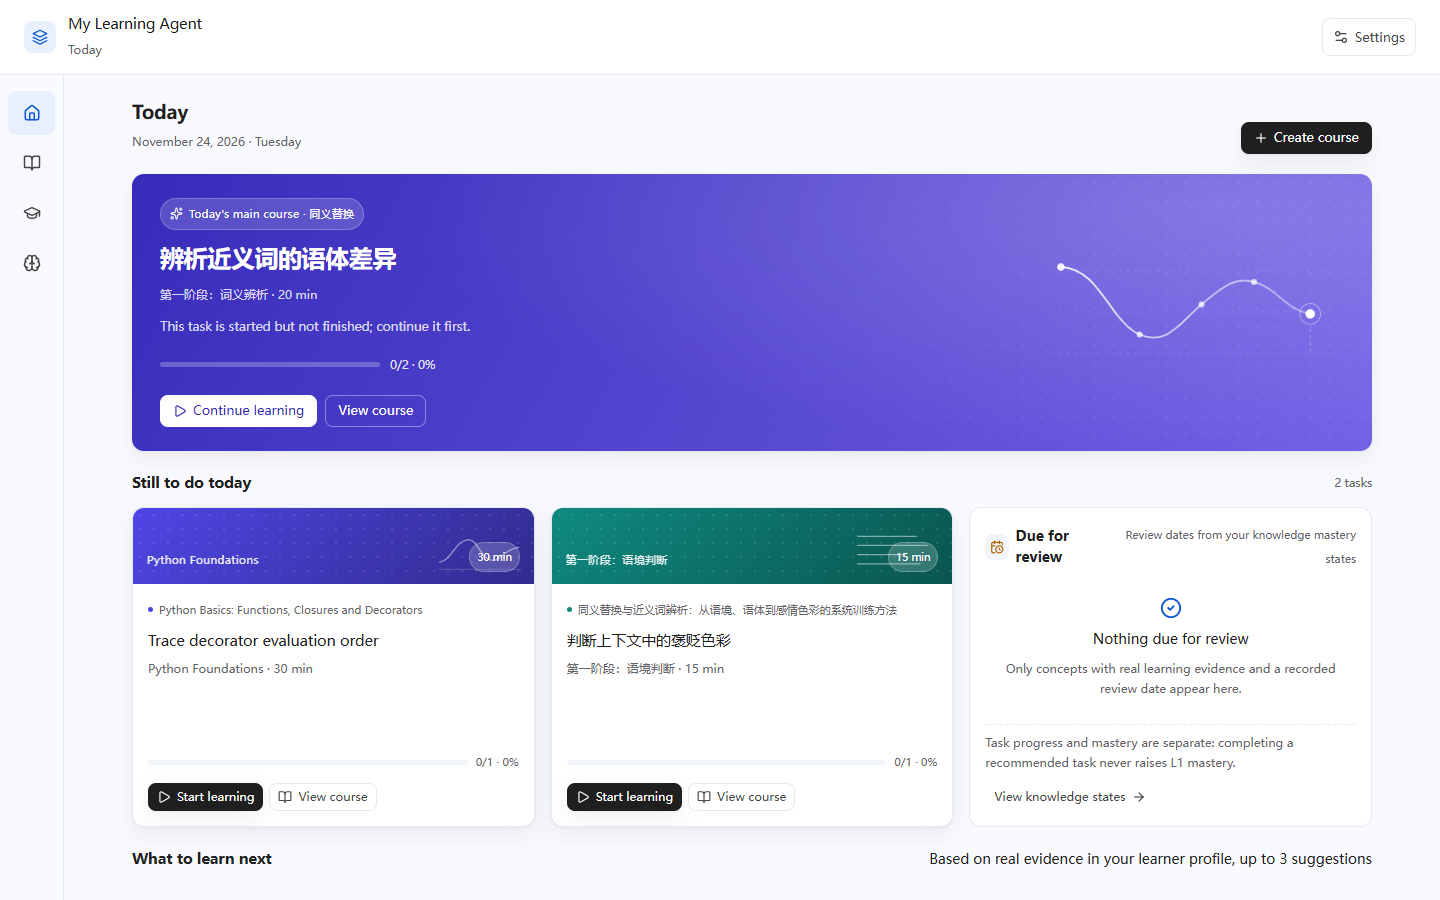 My Learning Agent
Today
Settings
Today
November 24, 2026 · Tuesday
Create course
Today's main course · 同义替换
辨析近义词的语体差异
第一阶段：词义辨析 · 20 min
This task is started but not finished; continue it first.
0/2 · 0%
Continue learning
View course
Still to do today
2 tasks
Python Foundations
30 min
Python Basics: Functions, Closures and Decorators
Trace decorator evaluation order
Python Foundations · 30 min
0/1 · 0%
Start learning
View course
第一阶段：语境判断
15 min
同义替换与近义词辨析：从语境、语体到感情色彩的系统训练方法
判断上下文中的褒贬色彩
第一阶段：语境判断 · 15 min
0/1 · 0%
Start learning
View course
Due for
review
Review dates from your knowledge mastery
states
Nothing due for review
Only concepts with real learning evidence and a recorded
review date appear here.
Task progress and mastery are separate: completing a
recommended task never raises L1 mastery.
View knowledge states
What to learn next
Based on real evidence in your learner profile, up to 3 suggestions